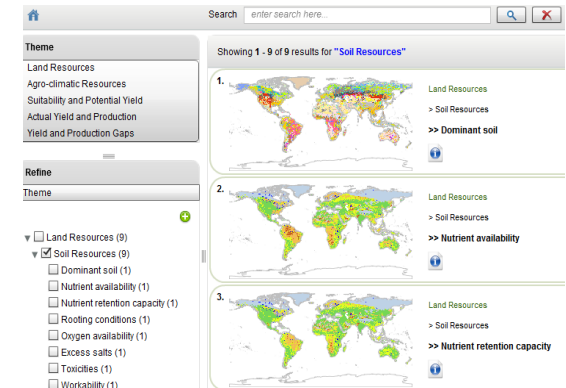 Search enter search here...
Theme
Land Resources
Agro-climatic Resources
Suitability and Potential Yield
Actual Yield and Production
Yield and Production Gaps
Refine
Theme
Land Resources (9)
Soil Resources (9)
Dominant soil (1)
Nutrient availability (1)
Nutrient retention capacity (1)
Rooting conditions (1)
Oxygen availability (1)
Excess salts (1)
Toxicities (1)
Workability (1)
Showing 1 - 9 of 9 results for "Soil Resources"
1.
Land Resources
> Soil Resources
>> Dominant soil
2.
Land Resources
> Soil Resources
>> Nutrient availability
3.
Land Resources
> Soil Resources
>> Nutrient retention capacity